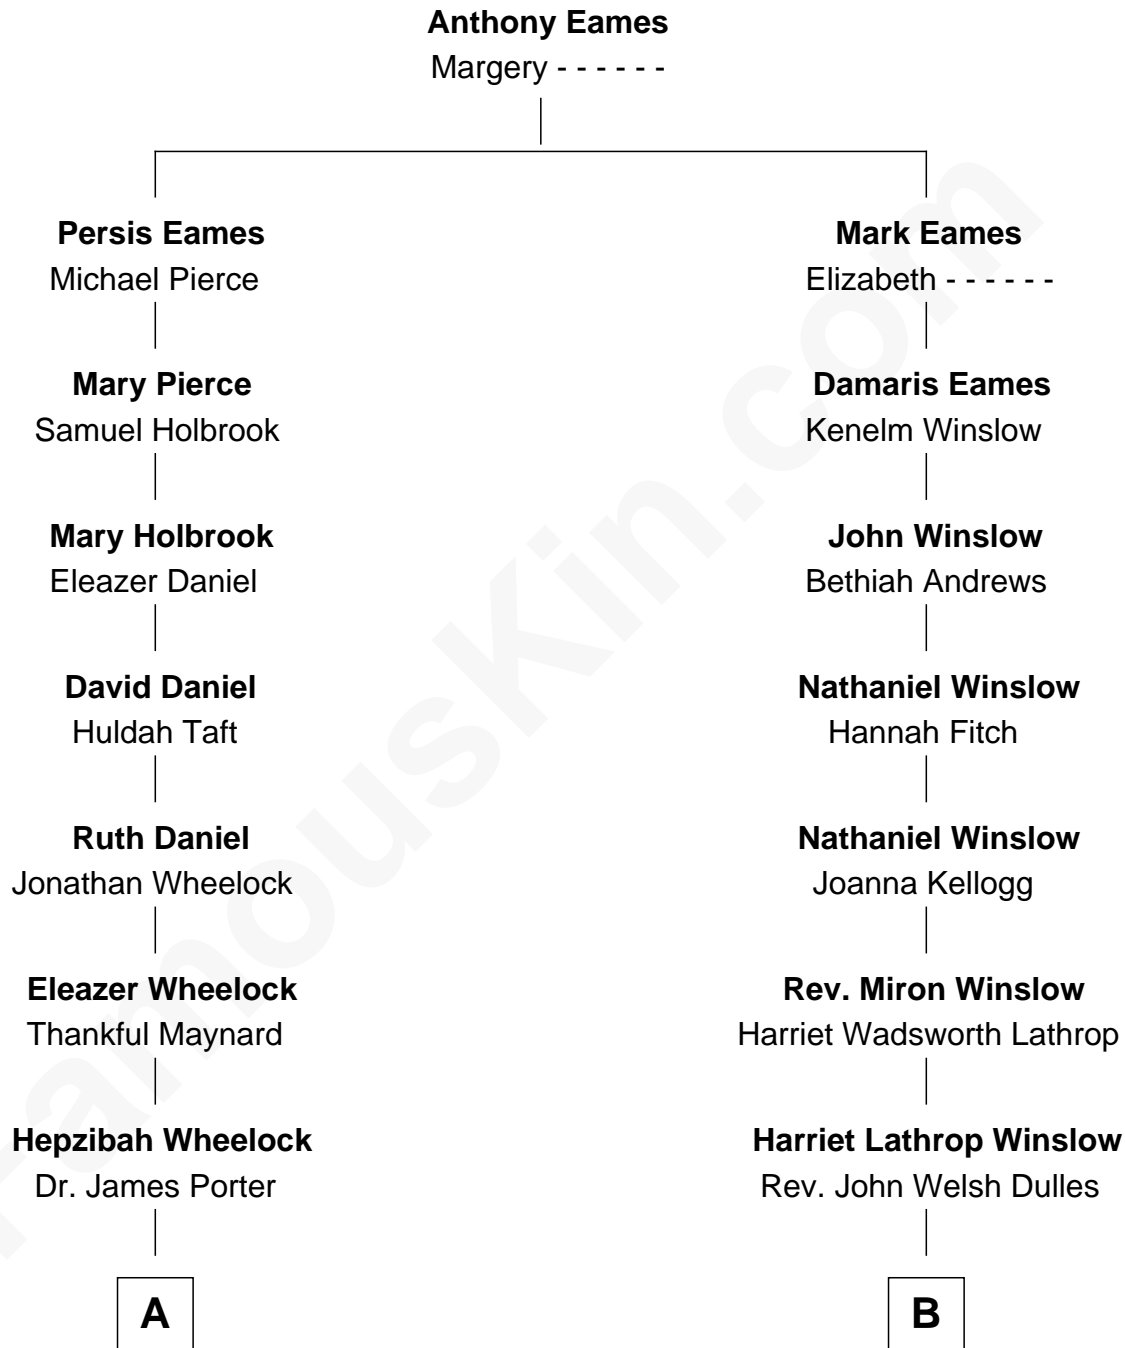 Anthony Eames
Margery - - - - - -
Persis Eames
Michael Pierce
Mark Eames
Elizabeth - - - - - -
Mary Pierce
Samuel Holbrook
Damaris Eames
Kenelm Winslow
Mary Holbrook
Eleazer Daniel
John Winslow
Bethiah Andrews
David Daniel
Huldah Taft
Nathaniel Winslow
Hannah Fitch
Ruth Daniel
Jonathan Wheelock
Nathaniel Winslow
Joanna Kellogg
Eleazer Wheelock
Thankful Maynard
Rev. Miron Winslow
Harriet Wadsworth Lathrop
Hepzibah Wheelock
Dr. James Porter
Harriet Lathrop Winslow
Rev. John Welsh Dulles
A
B
FamousKin.com